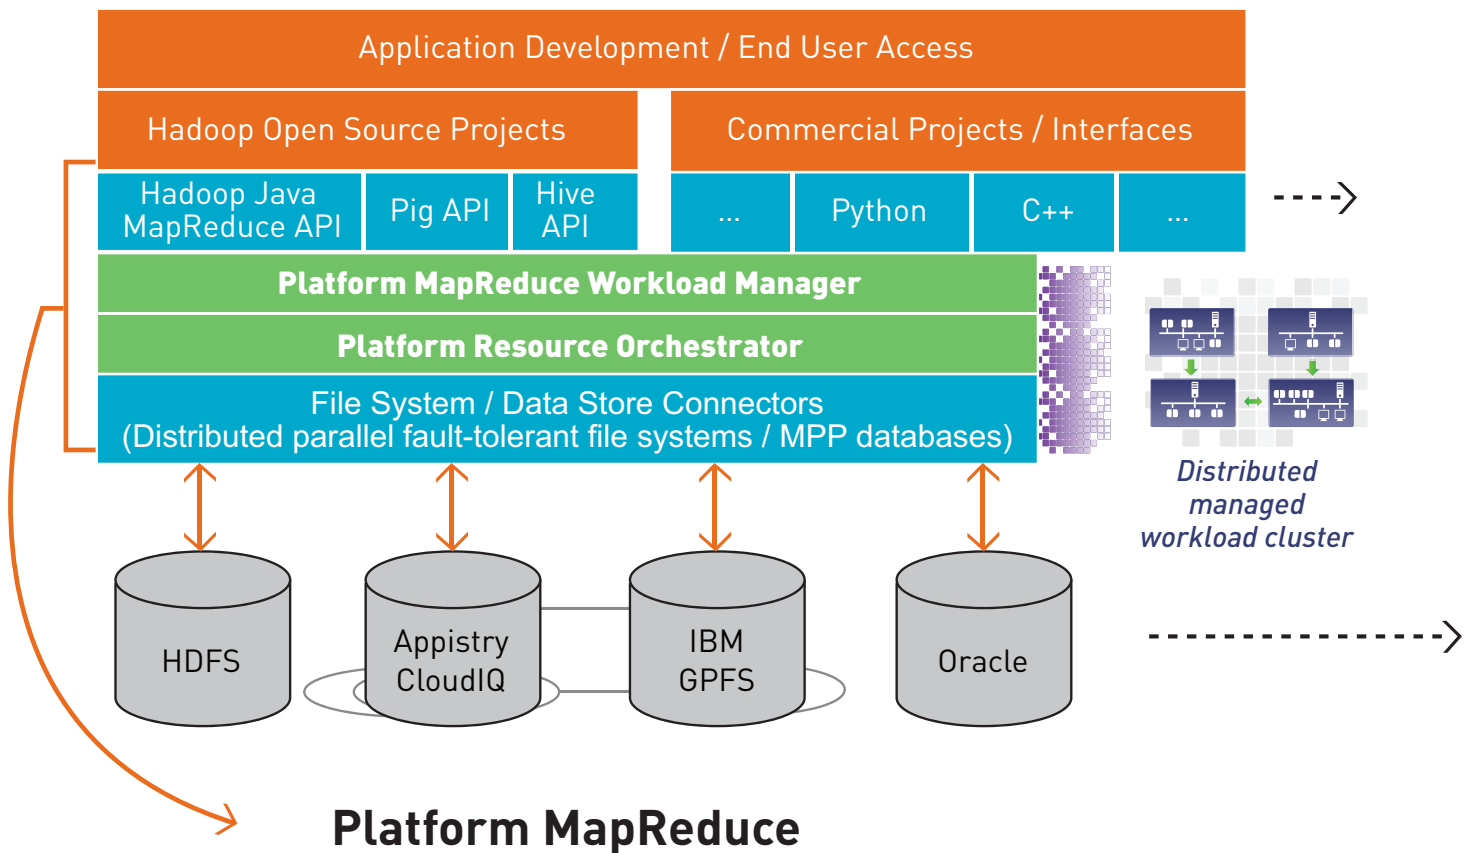 Application Development / End User Access
Hadoop Open Source Projects
Commercial Projects / Interfaces
Hadoop Java
MapReduce API
Pig API
Hive
API
...
Python
C++
...
Platform MapReduce Workload Manager
Platform Resource Orchestrator
File System / Data Store Connectors
(Distributed parallel fault-tolerant file systems / MPP databases)
Distributed
managed
workload cluster
HDFS
Appistry
CloudIQ
IBM
GPFS
Oracle
Platform MapReduce